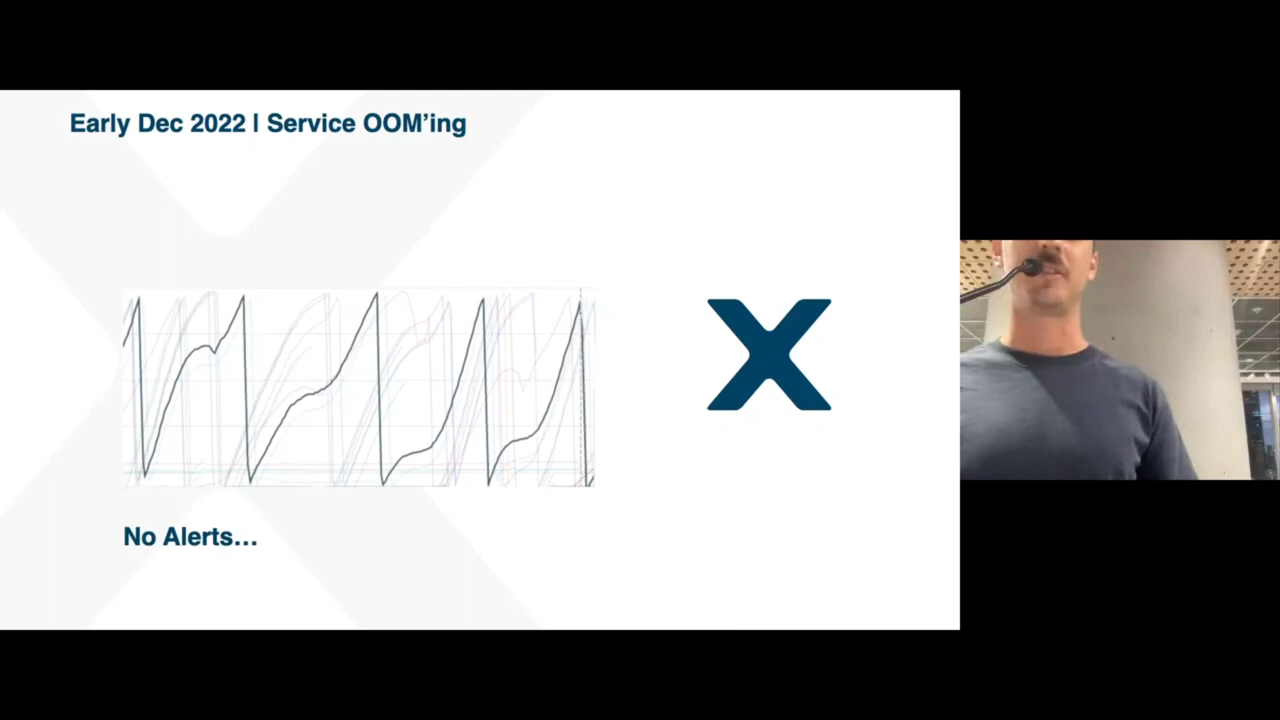 Early Dec 2022 | Service OOM’ing
No Alerts…